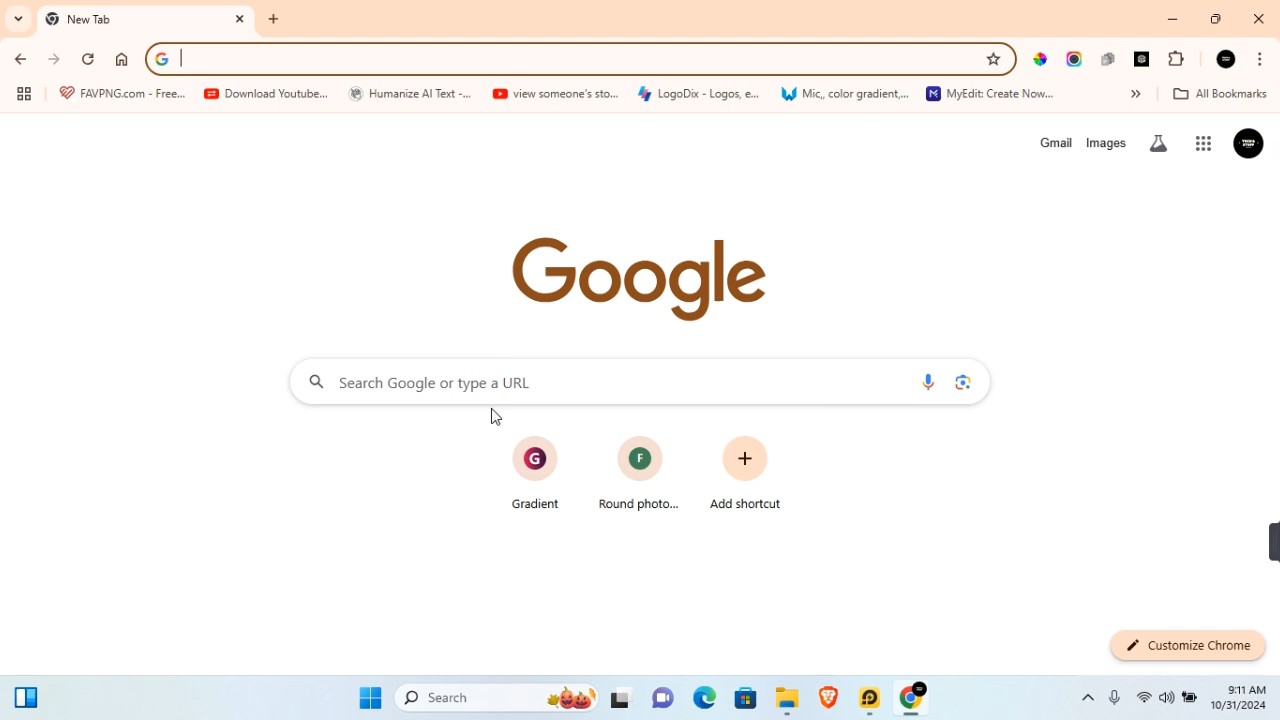 New Tab
FAVPNG.com - Free...
Download Youtube...
Humanize AI Text -...
view someone's sto...
LogoDix - Logos, e...
Mic,, color gradient,...
MyEdit: Create Now...
»
All Bookmarks
Gmail
Images
Google
Search Google or type a URL
G
F
Gradient
Round photo...
Add shortcut
Customize Chrome
Search
9:11 AM
10/31/2024